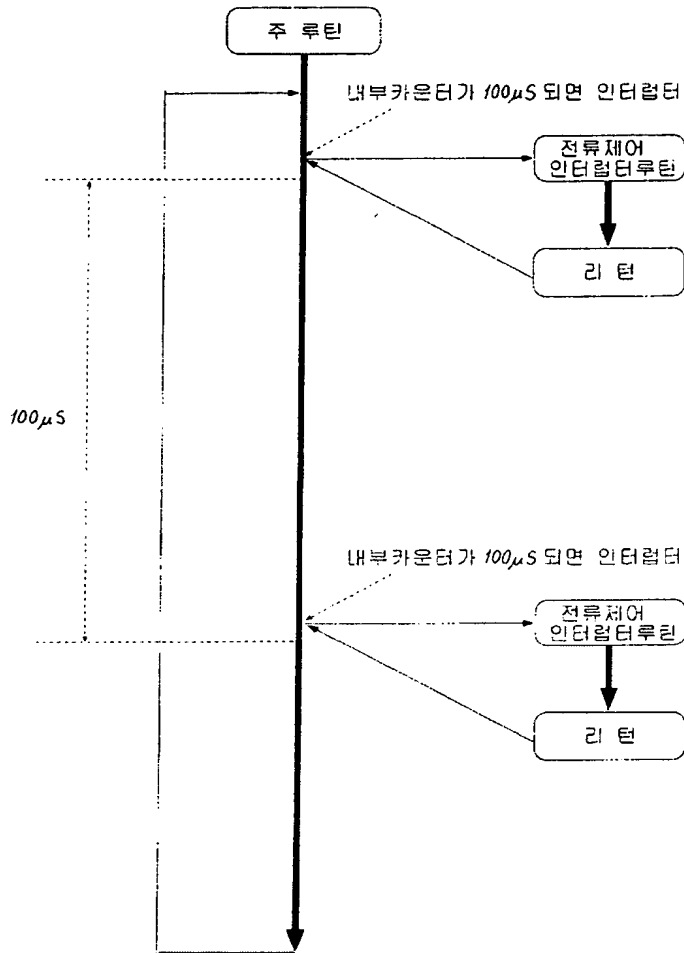 주 루틴
내부카운터가 100μS 되면 인터럽터
전류제어
인터럽터루틴
리 턴
100μS
내부카운터가 100μS 되면 인터럽터
전류제어
인터럽터루틴
리 턴